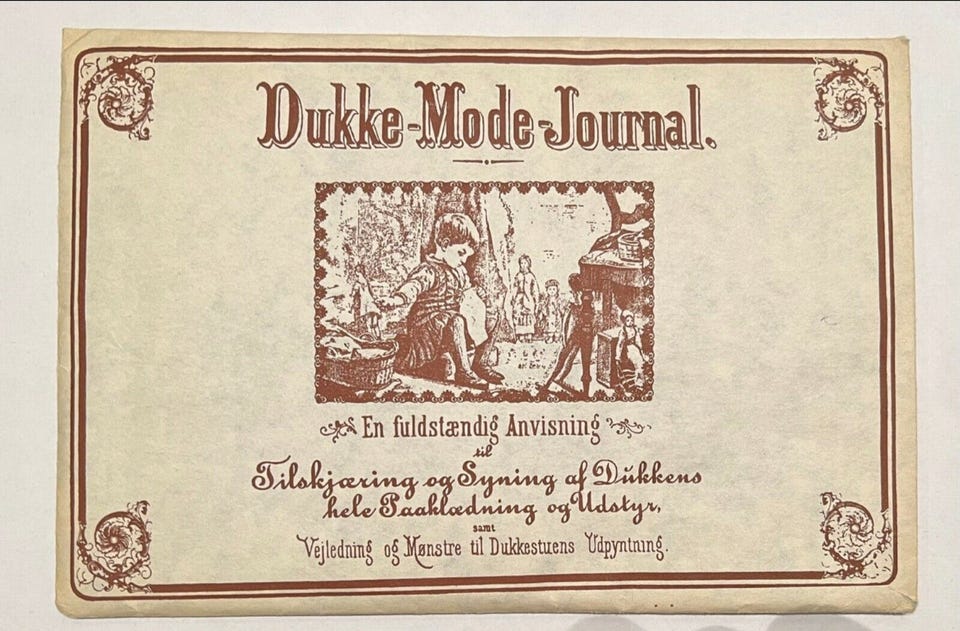 Dukke-Mode-Journal.
En fuldstændig Anvisning
til
Tilskjæring og Syning af Dukkens
hele Paaklædning og Udstyr,
samt
Vejledning og Mønstre til Dukkestuens Udpyntning.